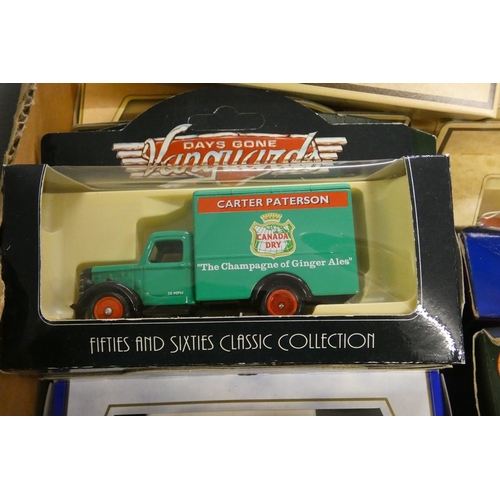 DAYS GONE
Vanguards
CARTER PATERSON
CANADA
DRY
"The Champagne of Ginger Ales"
FIFTIES AND SIXTIES CLASSIC COLLECTION